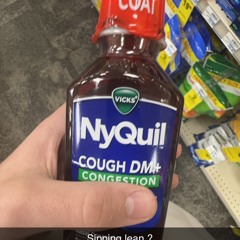 COAT
VICKS
NyQuil
COUGH DM+
CONGESTION
Sipping lean ?